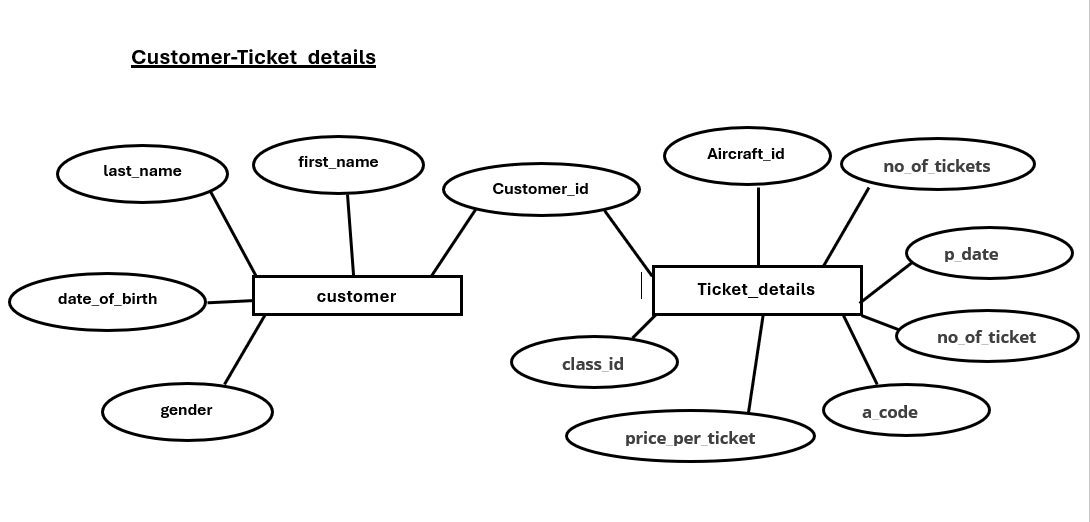 Customer-Ticket_details
last_name
first_name
Customer_id
Aircraft_id
no_of_tickets
date_of_birth
customer
Ticket_details
p_date
no_of_ticket
class_id
gender
price_per_ticket
a_code